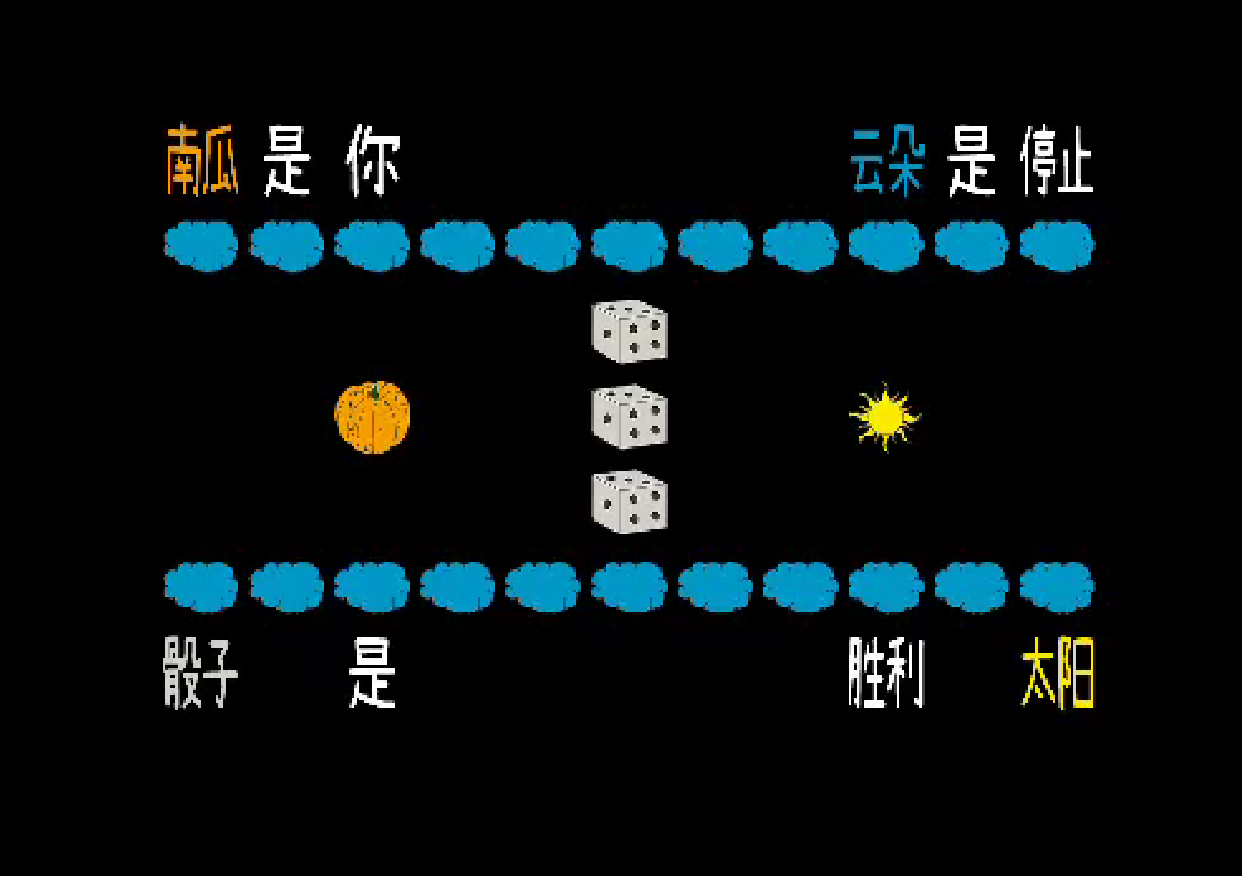 南瓜 是 你 云朵 是 停止
骰子 是 胜利 太阳